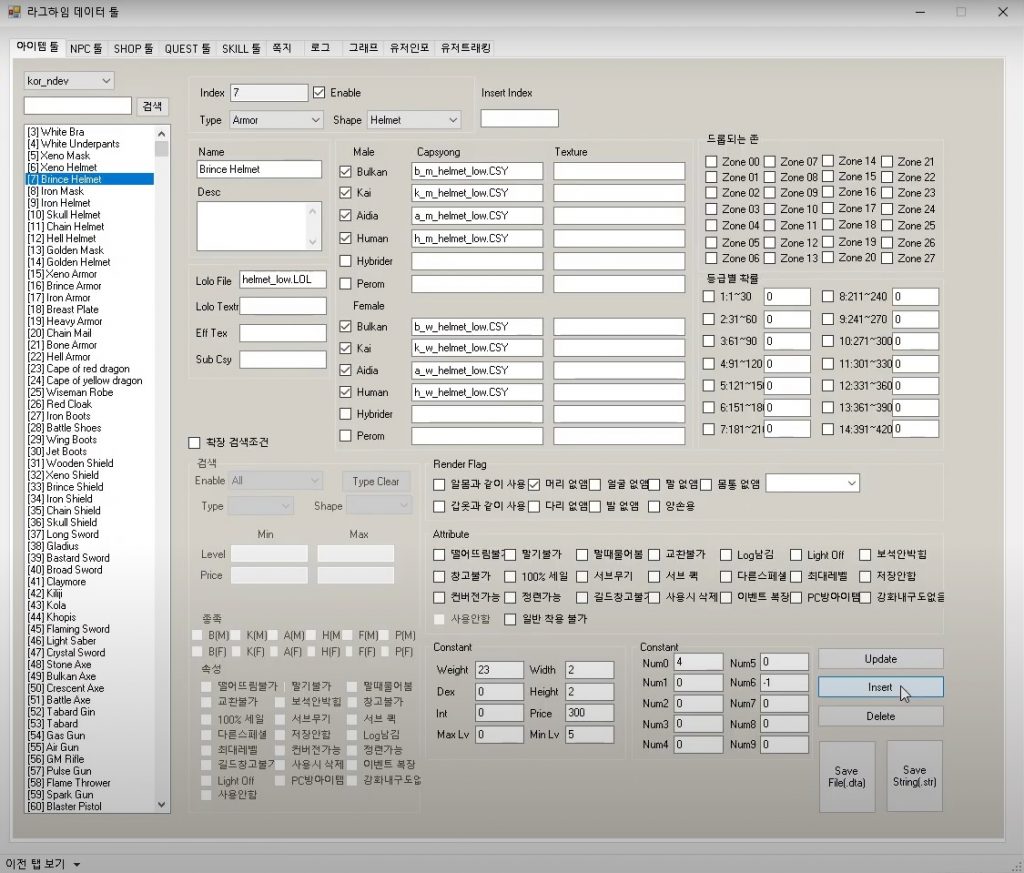 라그하임 데이터 툴
아이템 툴 NPC 툴 SHOP 툴 QUEST 툴 SKILL 툴 쪽지 로그 그래프 유저인포 유저트래킹
kor_ndev
검색
[3] White Bra
[4] White Underpants
[5] Xeno Mask
[6] Xeno Helmet
[7] Brince Helmet
[8] Iron Mask
[9] Iron Helmet
[10] Skull Helmet
[11] Chain Helmet
[12] Hell Helmet
[13] Golden Mask
[14] Golden Helmet
[15] Xeno Armor
[16] Brince Armor
[17] Iron Armor
[18] Breast Plate
[19] Heavy Armor
[20] Chain Mail
[21] Bone Armor
[22] Hell Armor
[23] Cape of red dragon
[24] Cape of yellow dragon
[25] Wiseman Robe
[26] Red Cloak
[27] Iron Boots
[28] Battle Shoes
[29] Wing Boots
[30] Jet Boots
[31] Wooden Shield
[32] Xeno Shield
[33] Brince Shield
[34] Iron Shield
[35] Chain Shield
[36] Skull Shield
[37] Long Sword
[38] Gladius
[39] Bastard Sword
[40] Broad Sword
[41] Claymore
[42] Kiliji
[43] Kola
[44] Khopis
[45] Flaming Sword
[46] Light Saber
[47] Crystal Sword
[48] Stone Axe
[49] Bulkan Axe
[50] Crescent Axe
[51] Battle Axe
[52] Tabard Gin
[53] Tabard
[54] Gas Gun
[55] Air Gun
[56] GM Rifle
[57] Pulse Gun
[58] Flame Thrower
[59] Spark Gun
[60] Blaster Pistol
Index 7 Enable
Type Armor Shape Helmet
Insert Index
Name
Brince Helmet
Desc
Lolo File helmet_low.LOL
Lolo Textr
Eff Tex
Sub Csy
Male Capsyong Texture
Bulkan b_m_helmet_low.CSY
Kai k_m_helmet_low.CSY
Aidia a_m_helmet_low.CSY
Human h_m_helmet_low.CSY
Hybrider
Perom
Female
Bulkan b_w_helmet_low.CSY
Kai k_w_helmet_low.CSY
Aidia a_w_helmet_low.CSY
Human h_w_helmet_low.CSY
Hybrider
Perom
드롭되는 존
Zone 00 Zone 07 Zone 14 Zone 21
Zone 01 Zone 08 Zone 15 Zone 22
Zone 02 Zone 09 Zone 16 Zone 23
Zone 03 Zone 10 Zone 17 Zone 24
Zone 04 Zone 11 Zone 18 Zone 25
Zone 05 Zone 12 Zone 19 Zone 26
Zone 06 Zone 13 Zone 20 Zone 27
등급별 확률
1:1~30 0 8:211~240 0
2:31~60 0 9:241~270 0
3:61~90 0 10:271~300 0
4:91~120 0 11:301~330 0
5:121~150 0 12:331~360 0
6:151~180 0 13:361~390 0
7:181~210 0 14:391~420 0
확장 검색조건
검색
Enable All Type Clear
Type Shape
Min Max
Level
Price
종족
B(M) K(M) A(M) H(M F(M) P(M)
B(F) K(F) A(F) H(F) F(F) P(F)
속성
떨어뜨림불가 팔기불가 팔때물어봄
교환불가 보석안박힘 창고불가
100% 세일 서브무기 서브 퀵
다른스페셜 저장안함 Log남김
최대레벨 컨버전가능 정련가능
길드창고불가 사용시 삭제 이벤트 복장
Light Off PC방아이템 강화내구도없
사용안함
Render Flag
알몸과 같이 사용 머리 없앰 얼굴 없앰 팔 없앰 몸통 없앰
갑옷과 같이 사용 다리 없앰 발 없앰 양손용
Attribute
떨어뜨림불가 팔기불가 팔때물어봄 교환불가 Log남김 Light Off 보석안박힘
창고불가 100% 세일 서브무기 서브 퀵 다른스페셜 최대레벨 저장안함
컨버전가능 정련가능 길드창고불가 사용시 삭제 이벤트 복장 PC방아이템 강화내구도없음
사용안함 일반 착용 불가
Constant
Weight 23 Width 2
Dex 0 Height 2
Int 0 Price 300
Max Lv 0 Min Lv 5
Constant
Num0 4 Num5 0
Num1 0 Num6 -1
Num2 0 Num7 0
Num3 0 Num8 0
Num4 0 Num9 0
Update
Insert
Delete
Save
File(.dta)
Save
String(.str)
이전 탭 보기